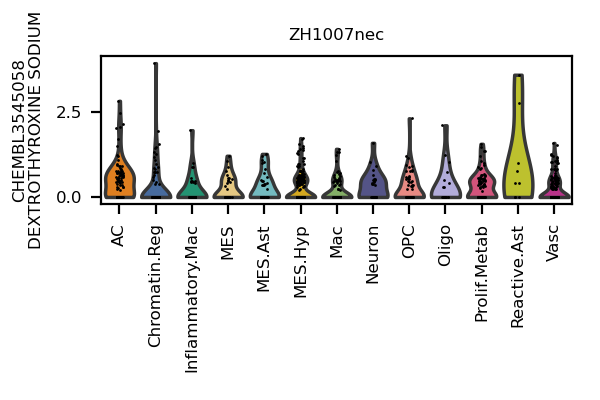 ZH1007nec
CHEMBL3545058
DEXTROTHYROXINE SODIUM
2.5
0.0
AC
Chromatin.Reg
Inflammatory.Mac
MES
MES.Ast
MES.Hyp
Mac
Neuron
OPC
Oligo
Prolif.Metab
Reactive.Ast
Vasc